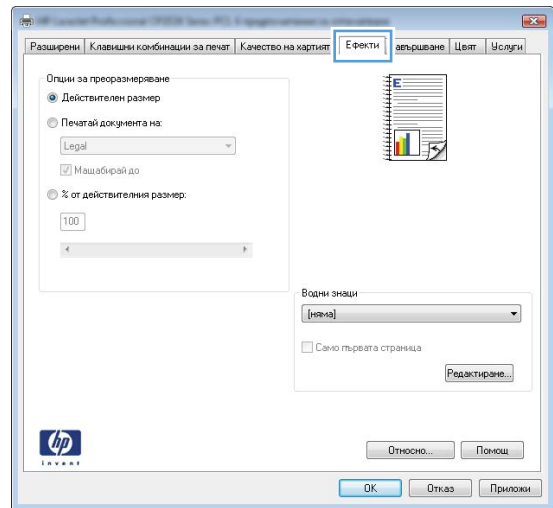 Разширени Клавишни комбинации за печат Качество на хартият Ефекти авършване Цвят Услуги
Опции за преоразмеряване
Действителен размер
Печатай документа на:
Legal
Мащабирай до
% от действителния размер:
100
E
Водни знаци
[няма]
Само първата страница
Редактиране...
hp
invent
Относно... Помощ
OK Отказ Приложи